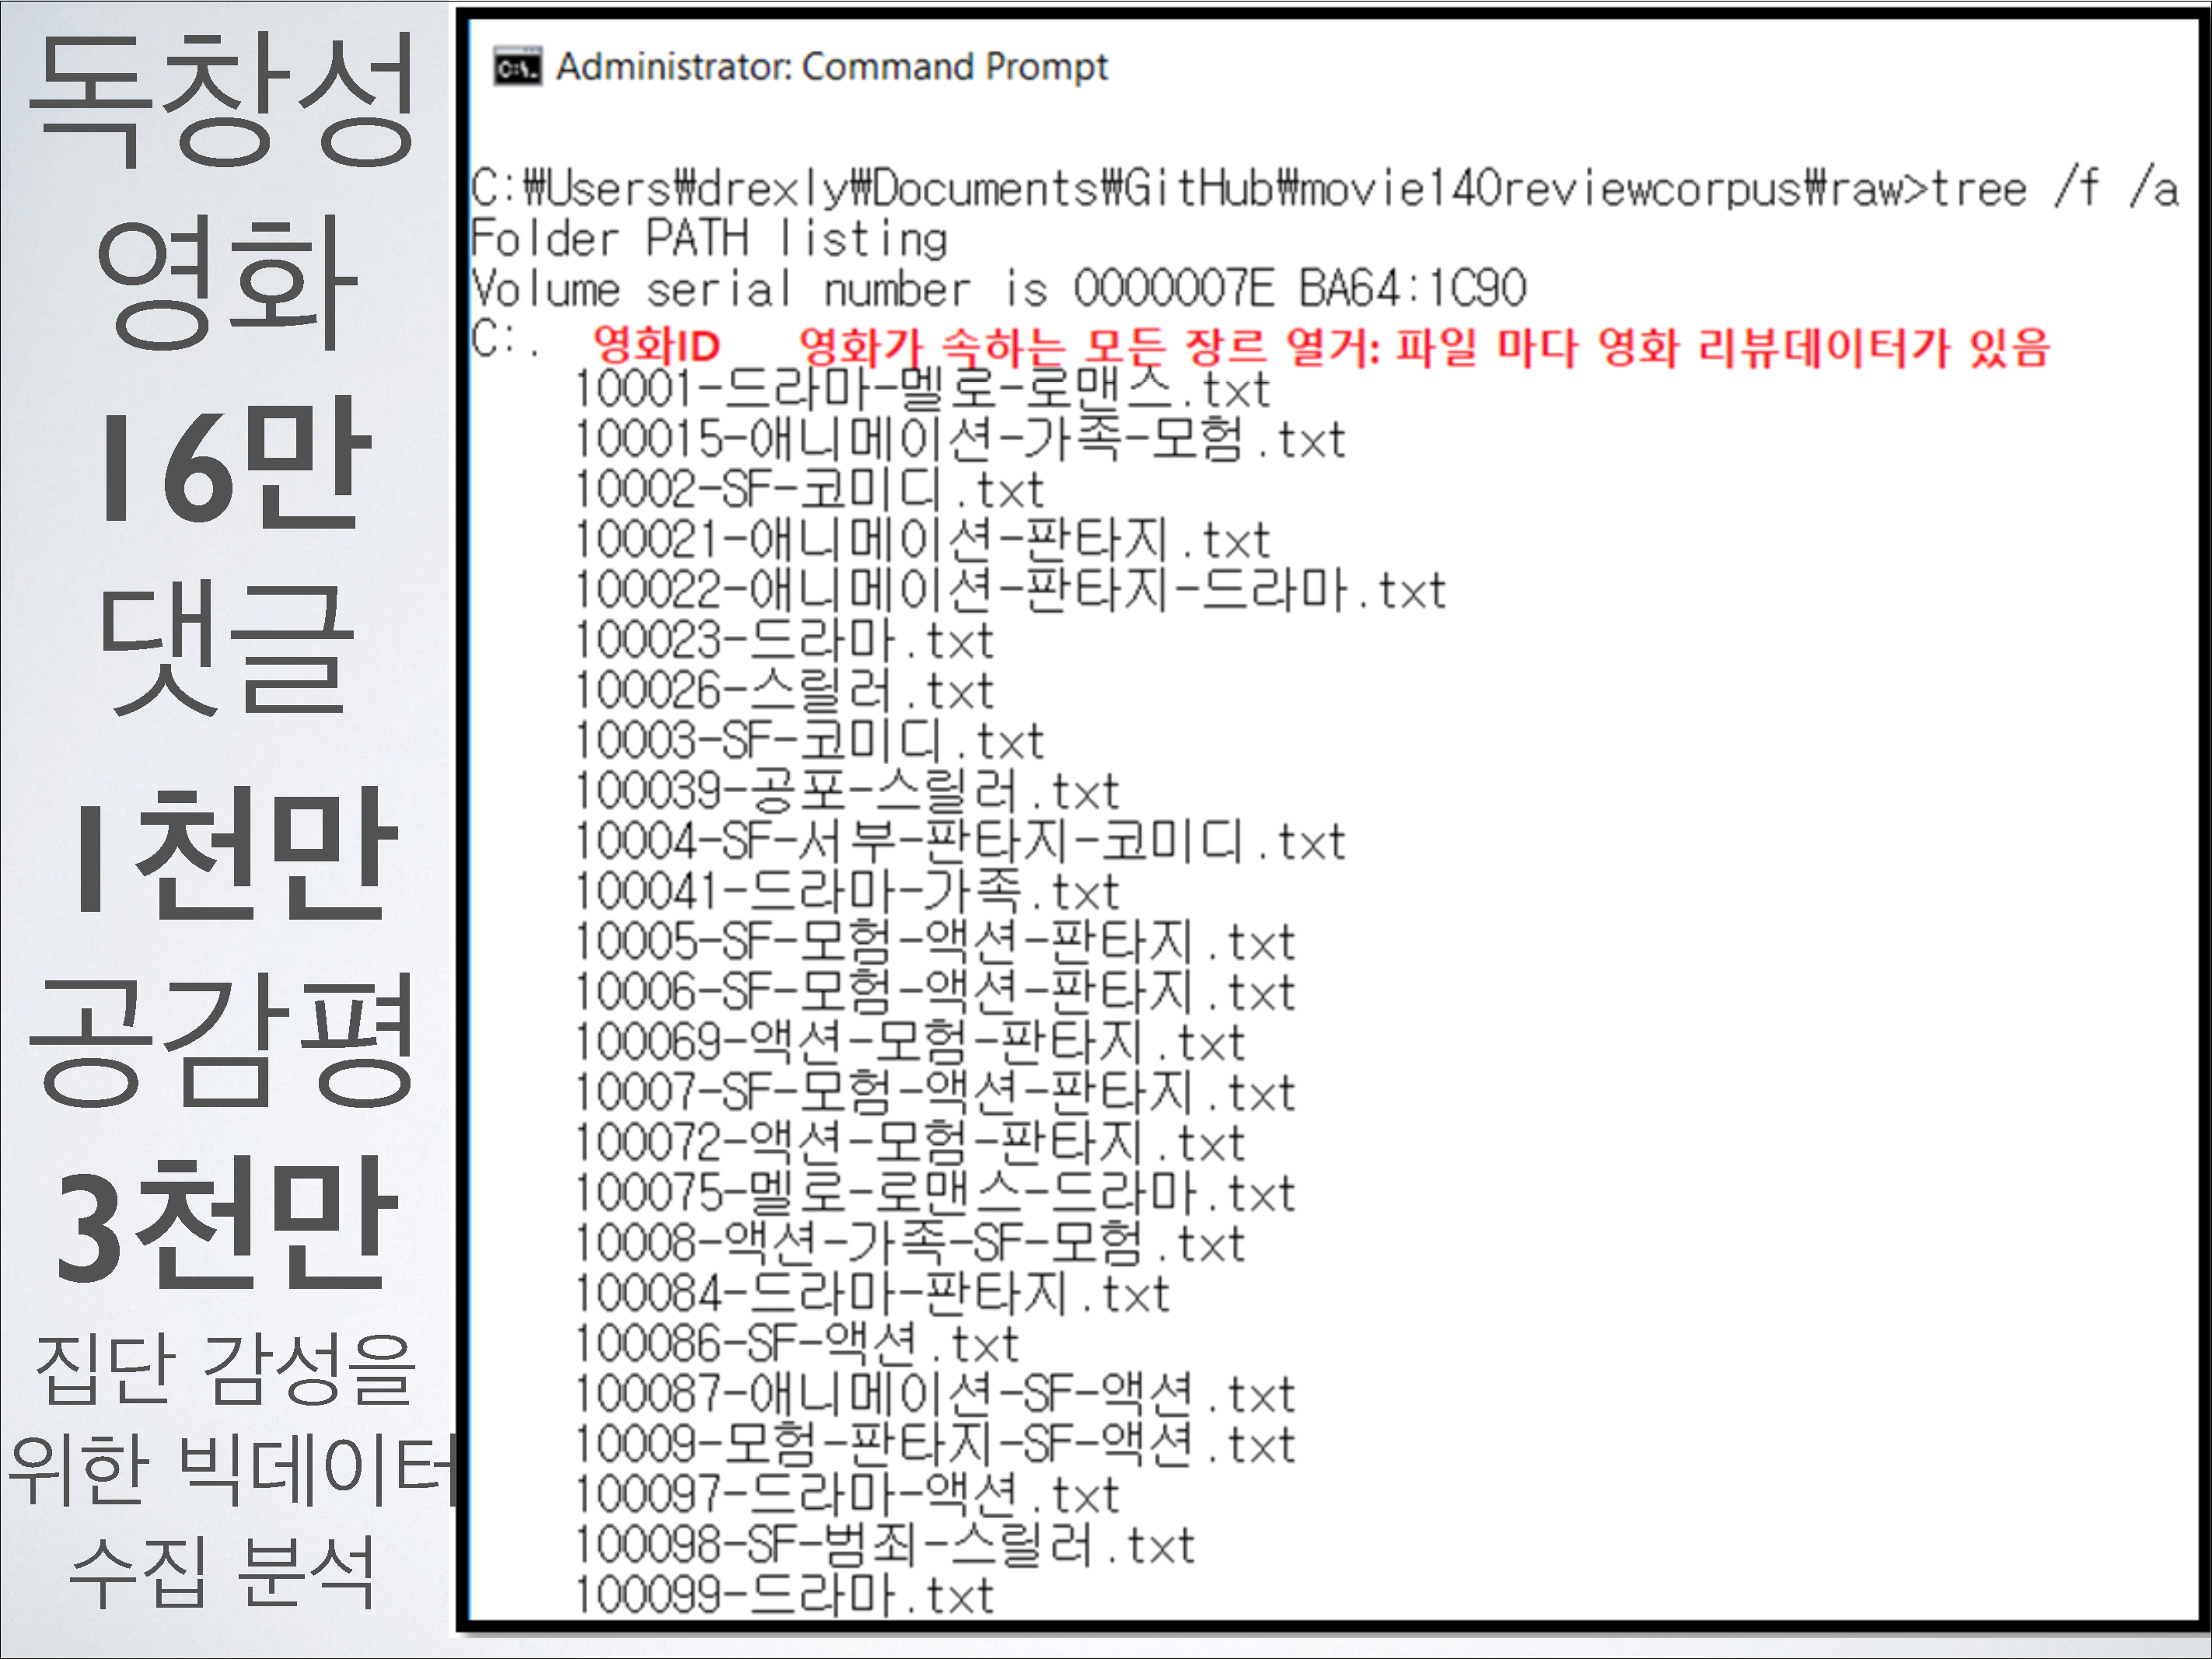 독창성
영화
16만
댓글
1천만
공감평
3천만
집단 감성을
위한 빅데이터
수집 분석
Administrator: Command Prompt
C:₩Users₩drexly₩Documents₩GitHub₩movie140reviewcorpus₩raw>tree /f /a
Folder PATH listing
Volume serial number is 0000007E BA64:1C90
C:. 영화ID 영화가 속하는 모든 장르 열거: 파일 마다 영화 리뷰데이터가 있음
10001-드라마-멜로-로맨스.txt
100015-애니메이션-가족-모험.txt
10002-SF-코미디.txt
100021-애니메이션-판타지.txt
100022-애니메이션-판타지-드라마.txt
100023-드라마.txt
100026-스릴러.txt
10003-SF-코미디.txt
100039-공포-스릴러.txt
10004-SF-서부-판타지-코미디.txt
100041-드라마-가족.txt
10005-SF-모험-액션-판타지.txt
10006-SF-모험-액션-판타지.txt
100069-액션-모험-판타지.txt
10007-SF-모험-액션-판타지.txt
100072-액션-모험-판타지.txt
100075-멜로-로맨스-드라마.txt
10008-액션-가족-SF-모험.txt
100084-드라마-판타지.txt
100086-SF-액션.txt
100087-애니메이션-SF-액션.txt
10009-모험-판타지-SF-액션.txt
100097-드라마-액션.txt
100098-SF-범죄-스릴러.txt
100099-드라마.txt